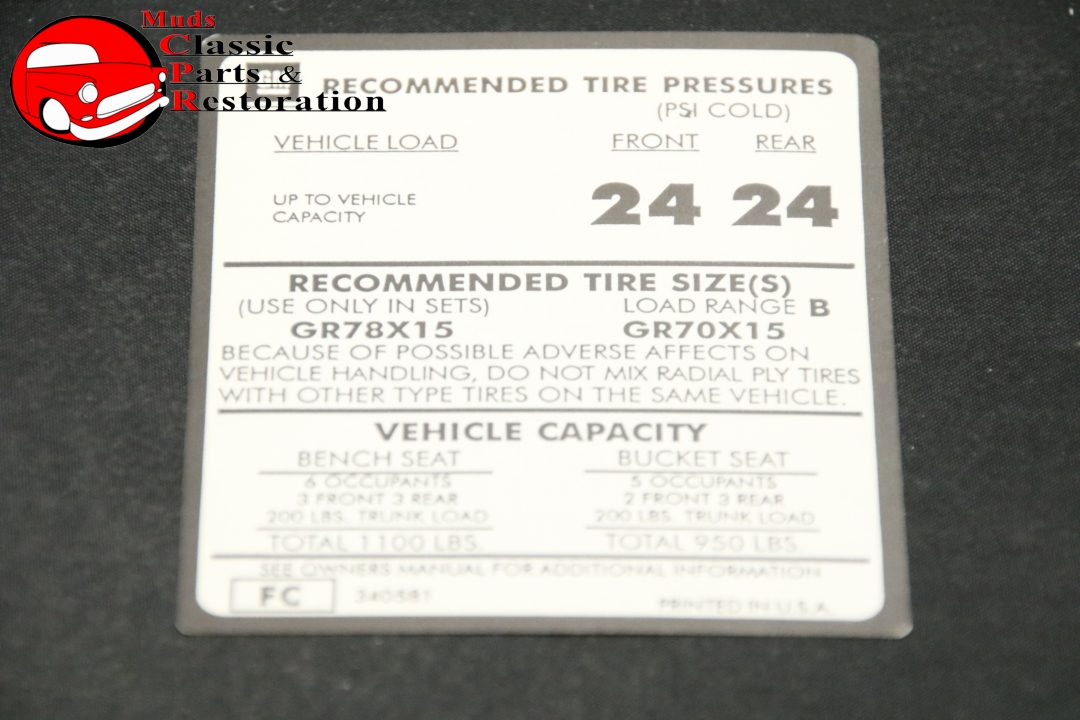 Muds
Classic
Parts &
Restoration
GM
RECOMMENDED TIRE PRESSURES
(PSI COLD)
VEHICLE LOAD FRONT REAR
UP TO VEHICLE
CAPACITY
24 24
RECOMMENDED TIRE SIZE(S)
(USE ONLY IN SETS) LOAD RANGE B
GR78X15 GR70X15
BECAUSE OF POSSIBLE ADVERSE AFFECTS ON
VEHICLE HANDLING, DO NOT MIX RADIAL PLY TIRES
WITH OTHER TYPE TIRES ON THE SAME VEHICLE.
VEHICLE CAPACITY
BENCH SEAT BUCKET SEAT
6 OCCUPANTS 5 OCCUPANTS
3 FRONT 3 REAR 2 FRONT 3 REAR
200 LBS. TRUNK LOAD 200 LBS. TRUNK LOAD
TOTAL 1100 LBS. TOTAL 950 LBS.
SEE OWNERS MANUAL FOR ADDITIONAL INFORMATION
FC 340581 PRINTED IN U.S.A.